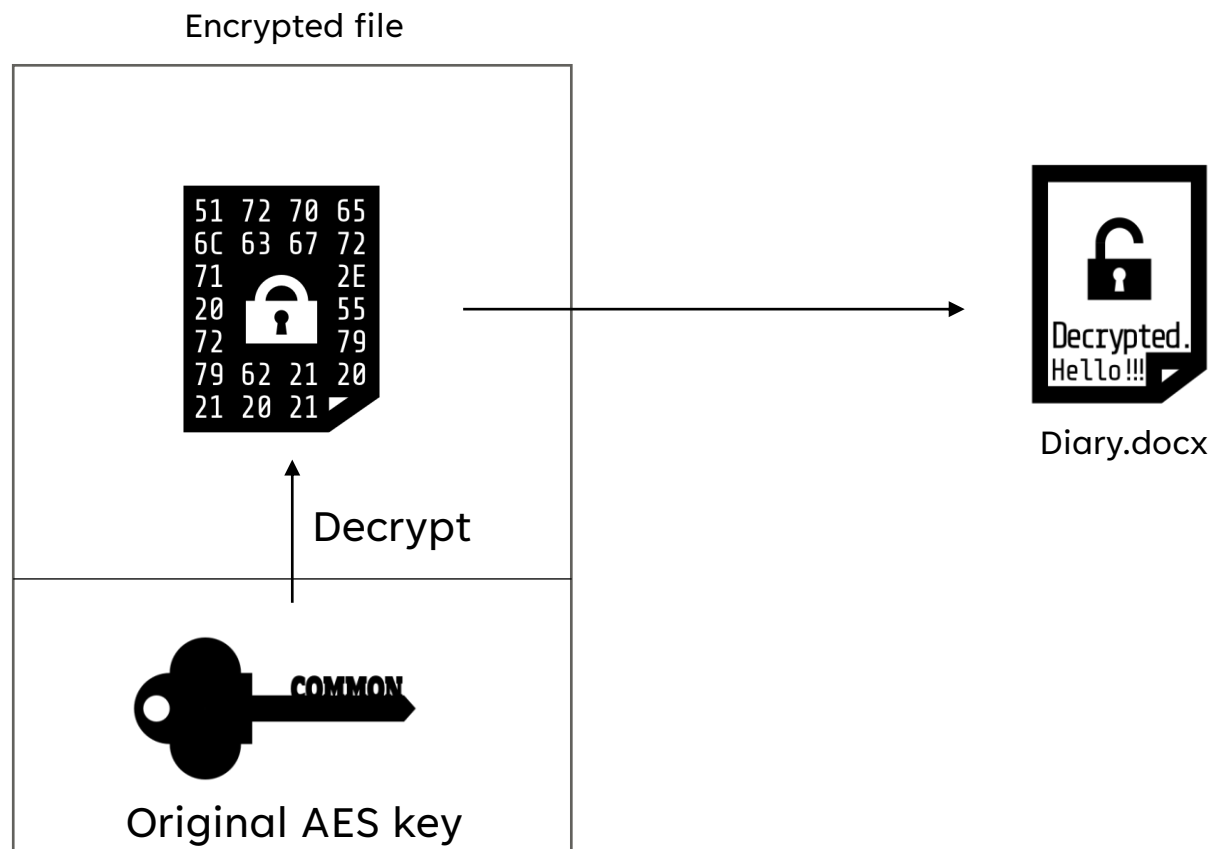 Encrypted file
51 72 70 65
6C 63 67 72
71 2E
20 55
72 79
79 62 21 20
21 20 21
Decrypted.
Hello!!!
Diary.docx
Decrypt
COMMON
Original AES key